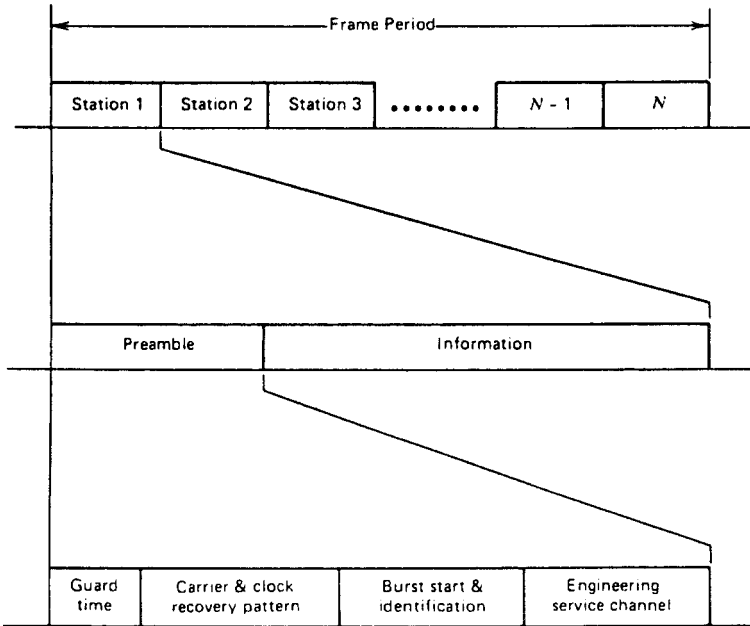 Frame Period
Station 1 Station 2 Station 3 ........ N - 1 N
Preamble Information
Guard time
Carrier & clock recovery pattern
Burst start & identification
Engineering service channel